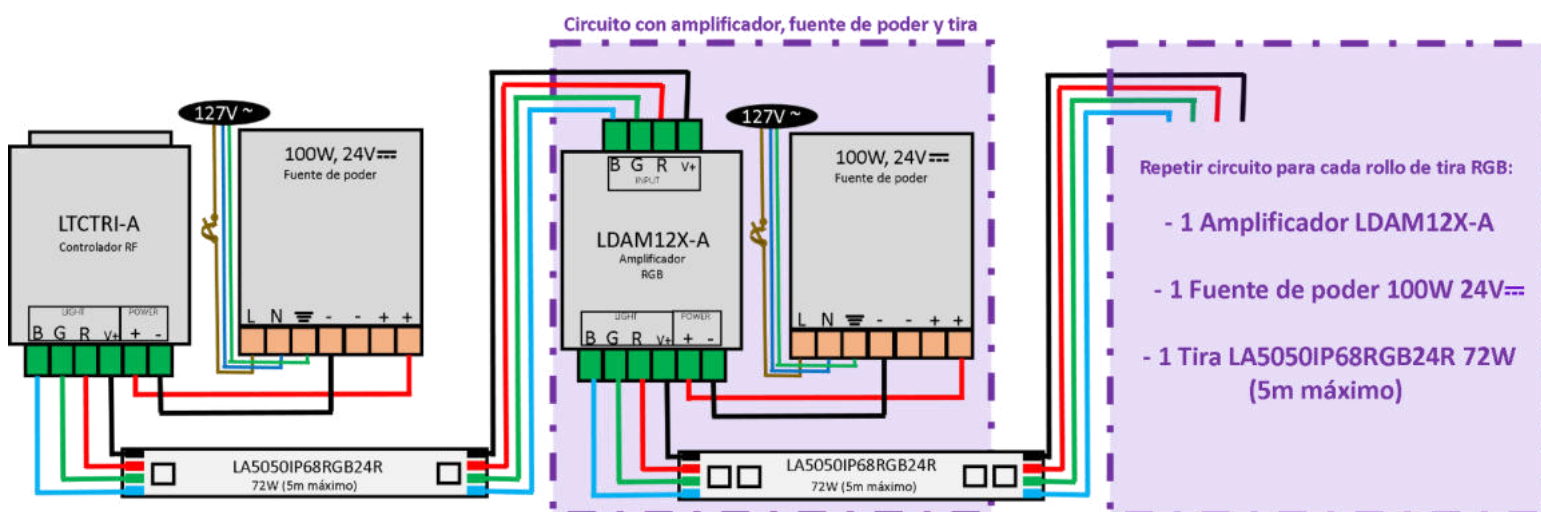 Circuito con amplificador, fuente de poder y tira
127V ~
LTCTRI-A
Controlador RF
LIGHT
POWER
B G R V+ + -
100W, 24V⎓
Fuente de poder
L N ⏚ - - + +
LA5050IP68RGB24R
72W (5m máximo)
B G R V+
INPUT
LDAM12X-A
Amplificador
RGB
LIGHT
POWER
B G R V+ + -
127V ~
100W, 24V⎓
Fuente de poder
L N ⏚ - - + +
LA5050IP68RGB24R
72W (5m máximo)
Repetir circuito para cada rollo de tira RGB:
- 1 Amplificador LDAM12X-A
- 1 Fuente de poder 100W 24V⎓
- 1 Tira LA5050IP68RGB24R 72W
(5m máximo)